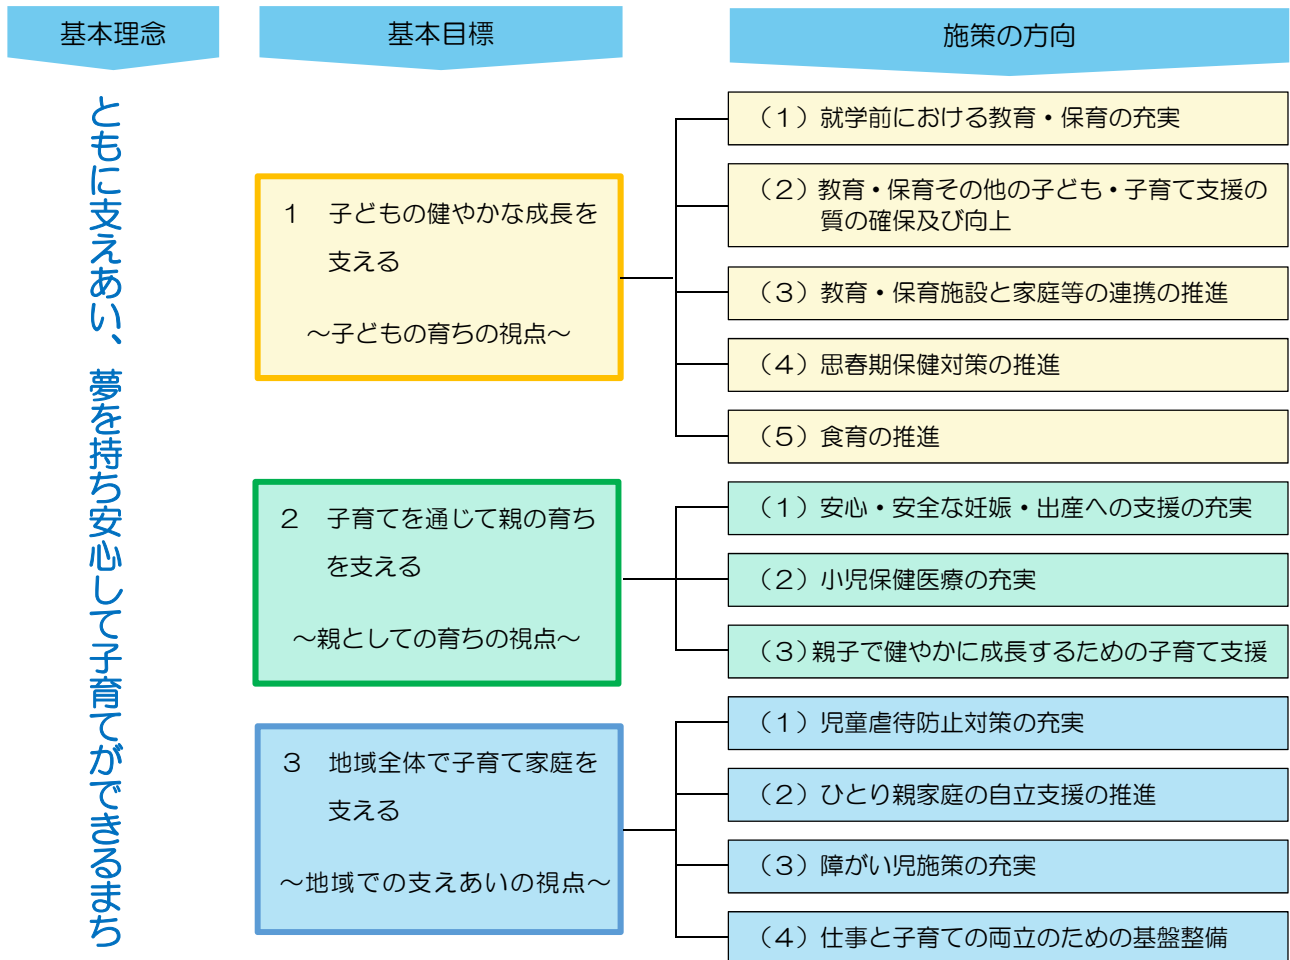 基本理念
基本目標
施策の方向
ともに支えあい、夢を持ち安心して子育てができるまち
1　子どもの健やかな成長を
支える
～子どもの育ちの視点～
（1）就学前における教育・保育の充実
（2）教育・保育その他の子ども・子育て支援の
質の確保及び向上
（3）教育・保育施設と家庭等の連携の推進
（4）思春期保健対策の推進
（5）食育の推進
2　子育てを通じて親の育ち
を支える
～親としての育ちの視点～
（1）安心・安全な妊娠・出産への支援の充実
（2）小児保健医療の充実
（3）親子で健やかに成長するための子育て支援
3　地域全体で子育て家庭を
支える
～地域での支えあいの視点～
（1）児童虐待防止対策の充実
（2）ひとり親家庭の自立支援の推進
（3）障がい児施策の充実
（4）仕事と子育ての両立のための基盤整備